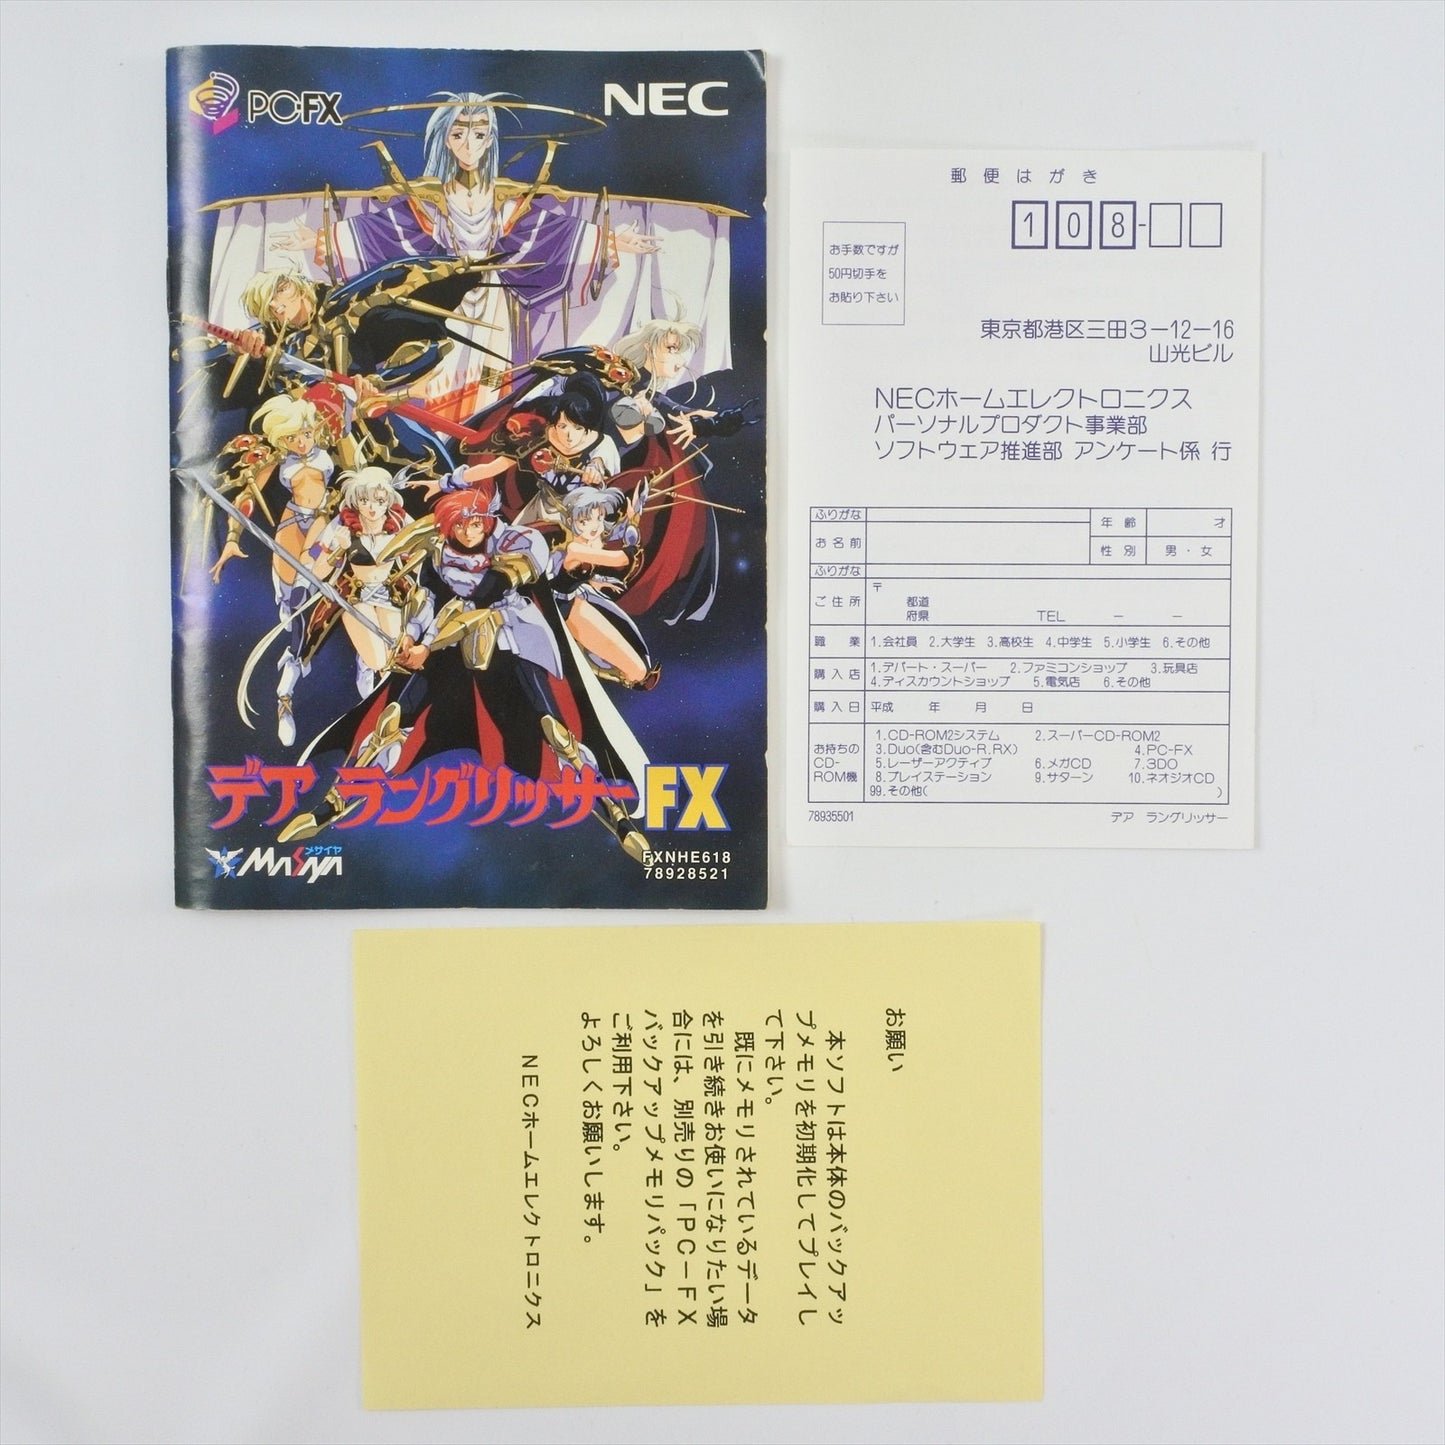 PC-FX
NEC
デア ラングリッサーFX
メサイヤ
MASAYA
FXNHE618
78928521
郵便はがき
108-
お手数ですが
50円切手を
お貼り下さい
東京都港区三田3-12-16
山光ビル
NECホームエレクトロニクス
パーソナルプロダクト事業部
ソフトウェア推進部 アンケート係 行
ふりがな
お名前
年齢 才
性別 男・女
ふりがな
ご住所
〒
都道
府県 TEL － －
職業 1.会社員 2.大学生 3.高校生 4.中学生 5.小学生 6.その他
購入店 1.デパート・スーパー 2.ファミコンショップ 3.玩具店
4.ディスカウントショップ 5.電気店 6.その他
購入日 平成 年 月 日
お持ちの
CD-
ROM機
1.CD-ROM2システム 2.スーパーCD-ROM2
3.Duo(含むDuo-R,RX) 4.PC-FX
5.レーザーアクティブ 6.メガCD 7.3DO
8.プレイステーション 9.サターン 10.ネオジオCD
99.その他( )
78935501 デア ラングリッサー
お願い
本ソフトは本体のバックアッ
プメモリを初期化してプレイし
て下さい。
既にメモリされているデータ
を引き続きお使いになりたい場
合には、別売りの「PC－FX
バックアップメモリパック」を
ご利用下さい。
よろしくお願いします。
NECホームエレクトロニクス